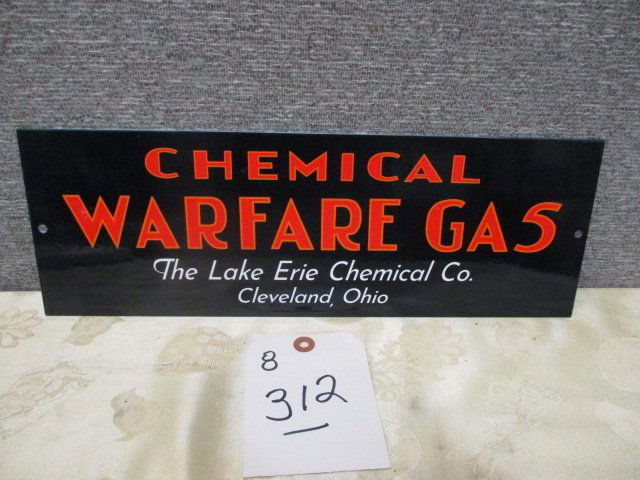 CHEMICAL
WARFARE GAS
The Lake Erie Chemical Co.
Cleveland, Ohio
8
312